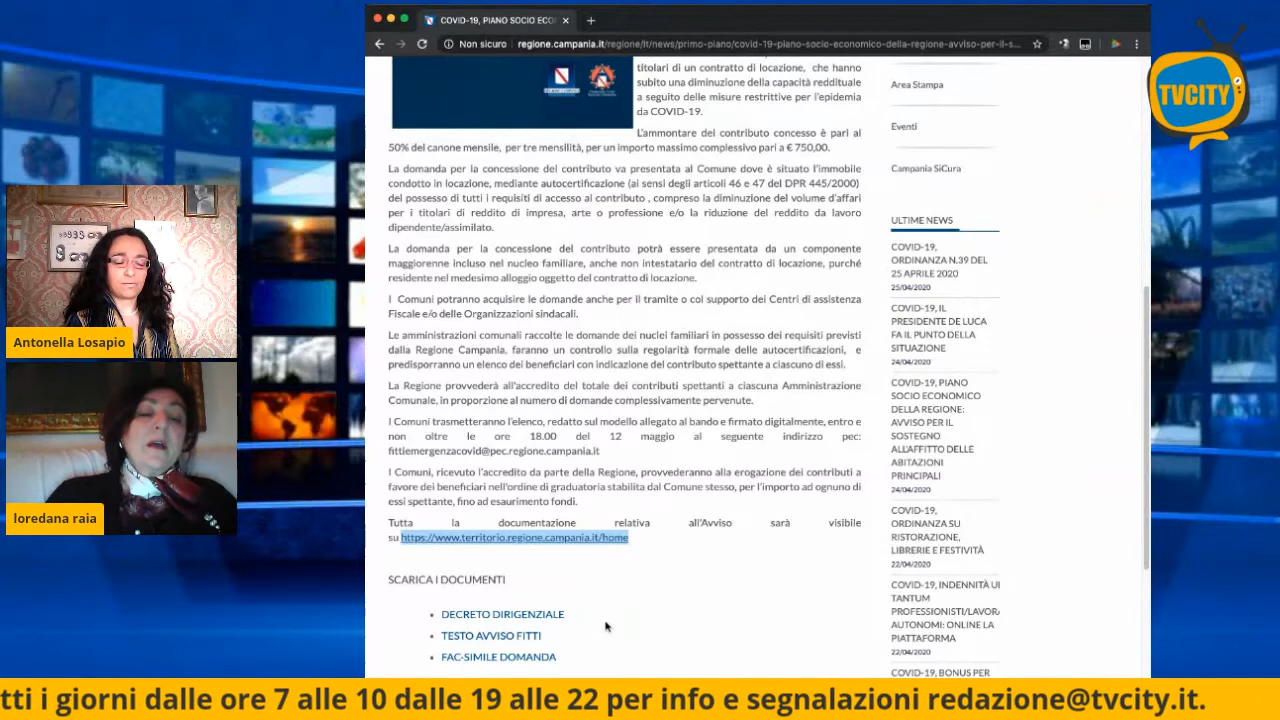 COVID-19, PIANO SOCIO ECO
Non sicuro
regione.campania.it/regione/it/news/primo-piano/covid-19-piano-socio-economico-della-regione-avviso-per-il-s...
TVCITY
titolari di un contratto di locazione, che hanno
subito una diminuzione della capacità reddituale
a seguito delle misure restrittive per l'epidemia
da COVID-19.
L'ammontare del contributo concesso è pari al
50% del canone mensile, per tre mensilità, per un importo massimo complessivo pari a € 750,00.
La domanda per la concessione del contributo va presentata al Comune dove è situato l'immobile
condotto in locazione, mediante autocertificazione (ai sensi degli articoli 46 e 47 del DPR 445/2000)
del possesso di tutti i requisiti di accesso al contributo , compreso la diminuzione del volume d'affari
per i titolari di reddito di impresa, arte o professione e/o la riduzione del reddito da lavoro
dipendente/assimilato.
La domanda per la concessione del contributo potrà essere presentata da un componente
maggiorenne incluso nel nucleo familiare, anche non intestatario del contratto di locazione, purché
residente nel medesimo alloggio oggetto del contratto di locazione.
I Comuni potranno acquisire le domande anche per il tramite o col supporto dei Centri di assistenza
Fiscale e/o delle Organizzazioni sindacali.
Le amministrazioni comunali raccolte le domande dei nuclei familiari in possesso dei requisiti previsti
dalla Regione Campania, faranno un controllo sulla regolarità formale delle autocertificazioni, e
predisporranno un elenco dei beneficiari con indicazione del contributo spettante a ciascuno di essi.
La Regione provvederà all'accredito del totale dei contributi spettanti a ciascuna Amministrazione
Comunale, in proporzione al numero di domande complessivamente pervenute.
I Comuni trasmetteranno l'elenco, redatto sul modello allegato al bando e firmato digitalmente, entro e
non oltre le ore 18.00 del 12 maggio al seguente indirizzo pec:
fittiemergenzacovid@pec.regione.campania.it
I Comuni, ricevuto l'accredito da parte della Regione, provvederanno alla erogazione dei contributi a
favore dei beneficiari nell'ordine di graduatoria stabilita dal Comune stesso, per l'importo ad ognuno di
essi spettante, fino ad esaurimento fondi.
Tutta la documentazione relativa all'Avviso sarà visibile
su https://www.territorio.regione.campania.it/home
SCARICA I DOCUMENTI
DECRETO DIRIGENZIALE
TESTO AVVISO FITTI
FAC-SIMILE DOMANDA
Area Stampa
Eventi
Campania SiCura
ULTIME NEWS
COVID-19,
ORDINANZA N.39 DEL
25 APRILE 2020
25/04/2020
COVID-19, IL
PRESIDENTE DE LUCA
FA IL PUNTO DELLA
SITUAZIONE
24/04/2020
COVID-19, PIANO
SOCIO ECONOMICO
DELLA REGIONE:
AVVISO PER IL
SOSTEGNO
ALL'AFFITTO DELLE
ABITAZIONI
PRINCIPALI
24/04/2020
COVID-19,
ORDINANZA SU
RISTORAZIONE,
LIBRERIE E FESTIVITÀ
22/04/2020
COVID-19, INDENNITÀ U
TANTUM
PROFESSIONISTI/LAVORA
AUTONOMI: ONLINE LA
PIATTAFORMA
22/04/2020
COVID-19, BONUS PER
Antonella Losapio
loredana raia
tti i giorni dalle ore 7 alle 10 dalle 19 alle 22 per info e segnalazioni redazione@tvcity.it.